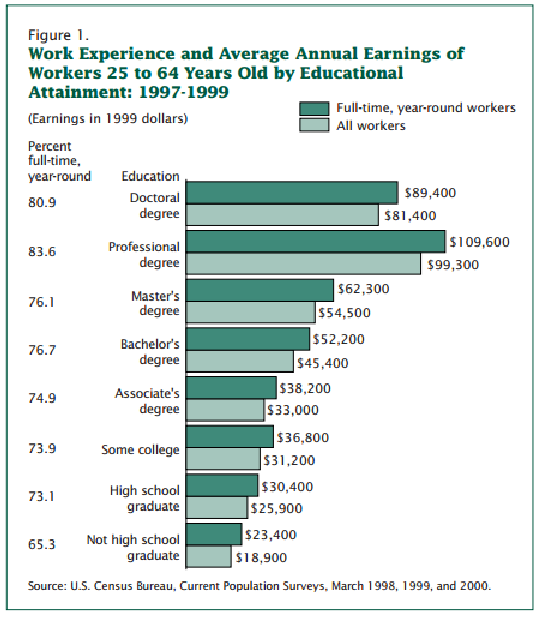 Figure 1.
Work Experience and Average Annual Earnings of
Workers 25 to 64 Years Old by Educational
Attainment: 1997-1999
(Earnings in 1999 dollars)
Full-time, year-round workers
All workers
Percent
full-time,
year-round
Education
80.9
Doctoral
degree
$89,400
$81,400
83.6
Professional
degree
$109,600
$99,300
76.1
Master's
degree
$62,300
$54,500
76.7
Bachelor's
degree
$52,200
$45,400
74.9
Associate's
degree
$38,200
$33,000
73.9
Some college
$36,800
$31,200
73.1
High school
graduate
$30,400
$25,900
65.3
Not high school
graduate
$23,400
$18,900
Source: U.S. Census Bureau, Current Population Surveys, March 1998, 1999, and 2000.